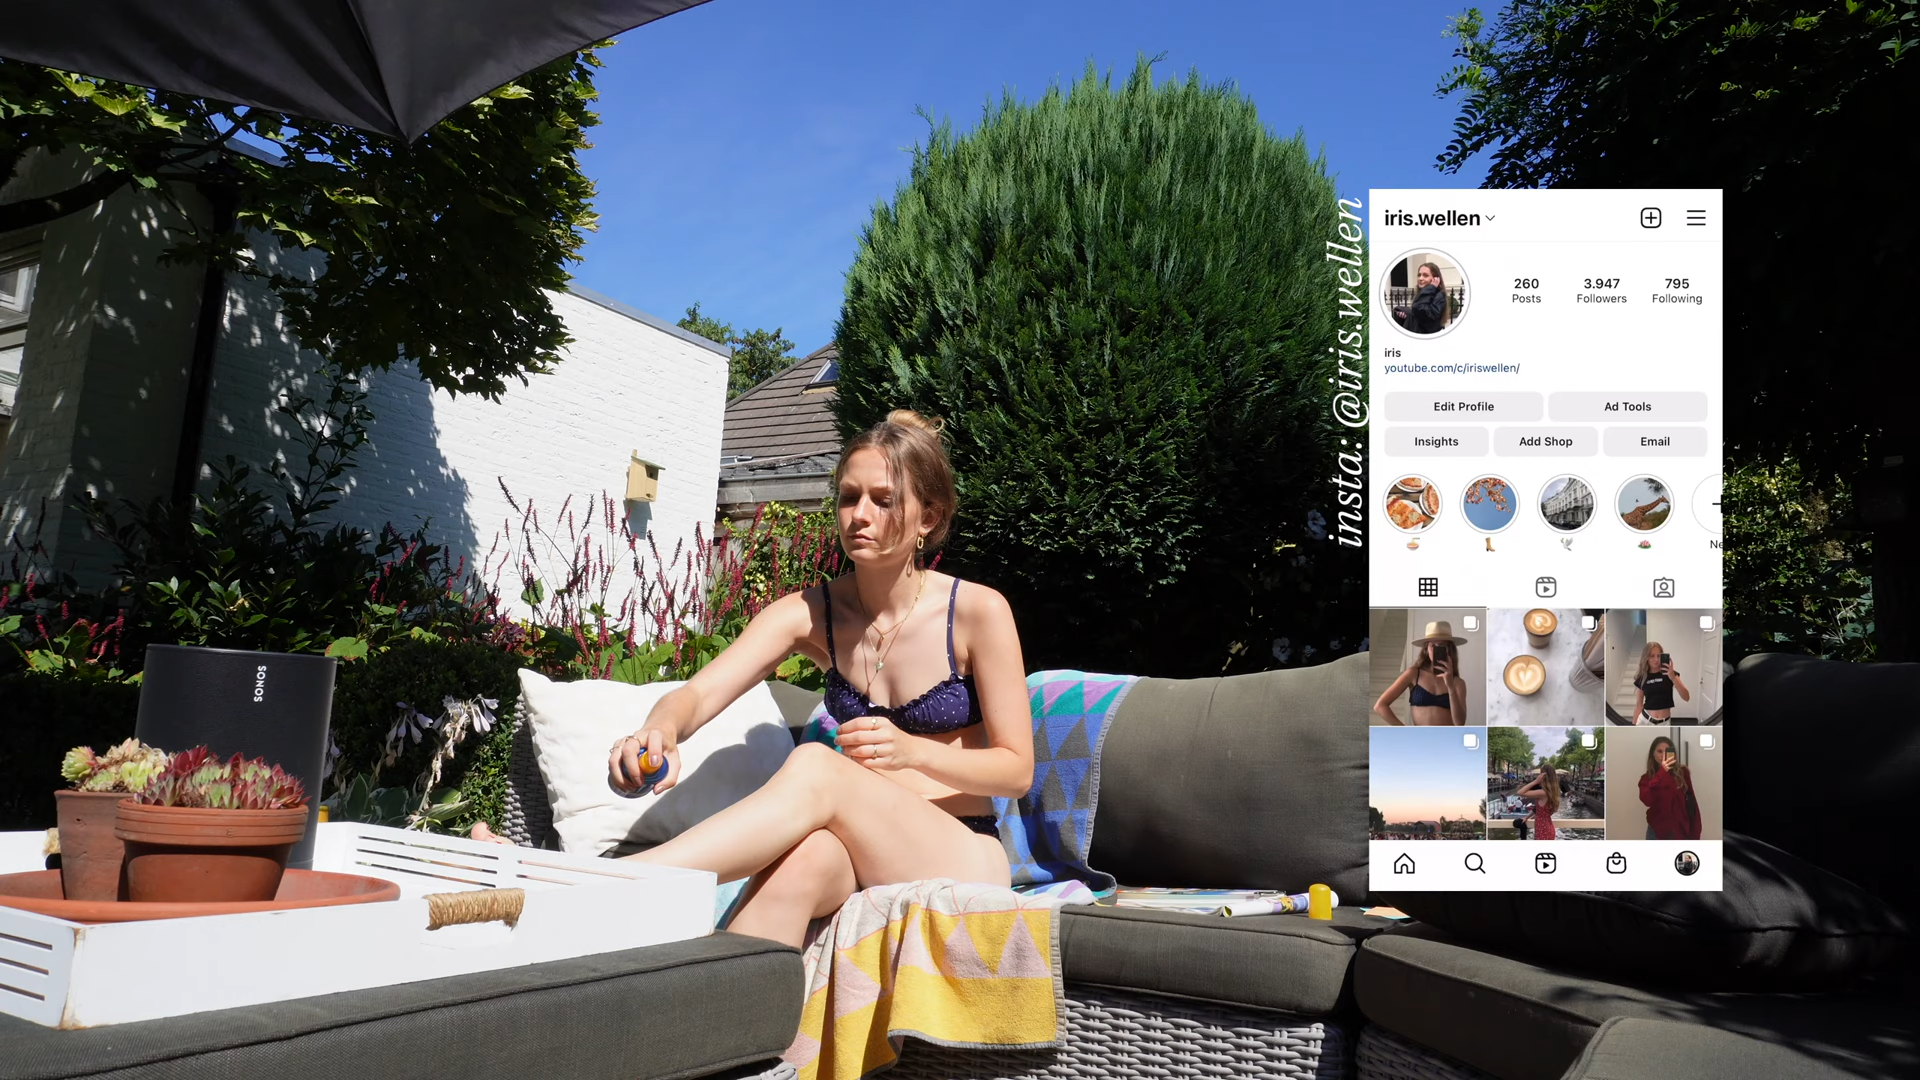 SONOS
insta: @iris.wellen
iris.wellen
260
Posts
3.947
Followers
795
Following
iris
youtube.com/c/iriswellen/
Edit Profile
Ad Tools
Insights
Add Shop
Email
Ne